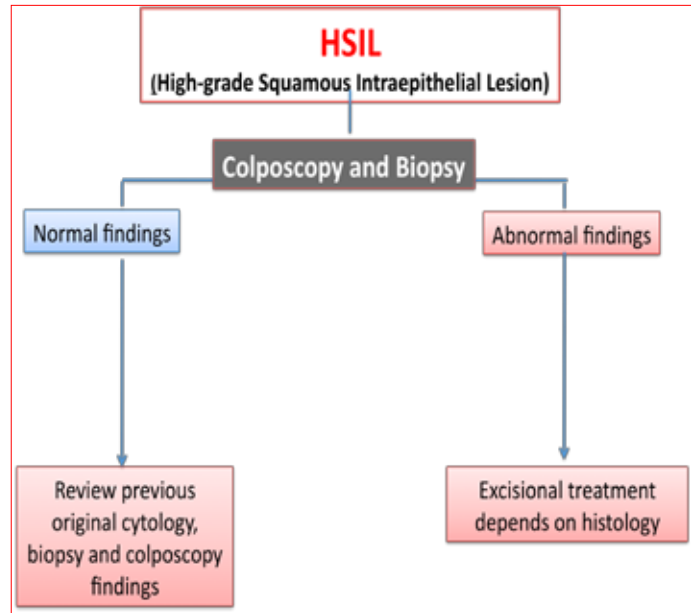 HSIL
(High-grade Squamous Intraepithelial Lesion)
Colposcopy and Biopsy
Normal findings
Abnormal findings
Review previous
original cytology,
biopsy and colposcopy
findings
Excisional treatment
depends on histology